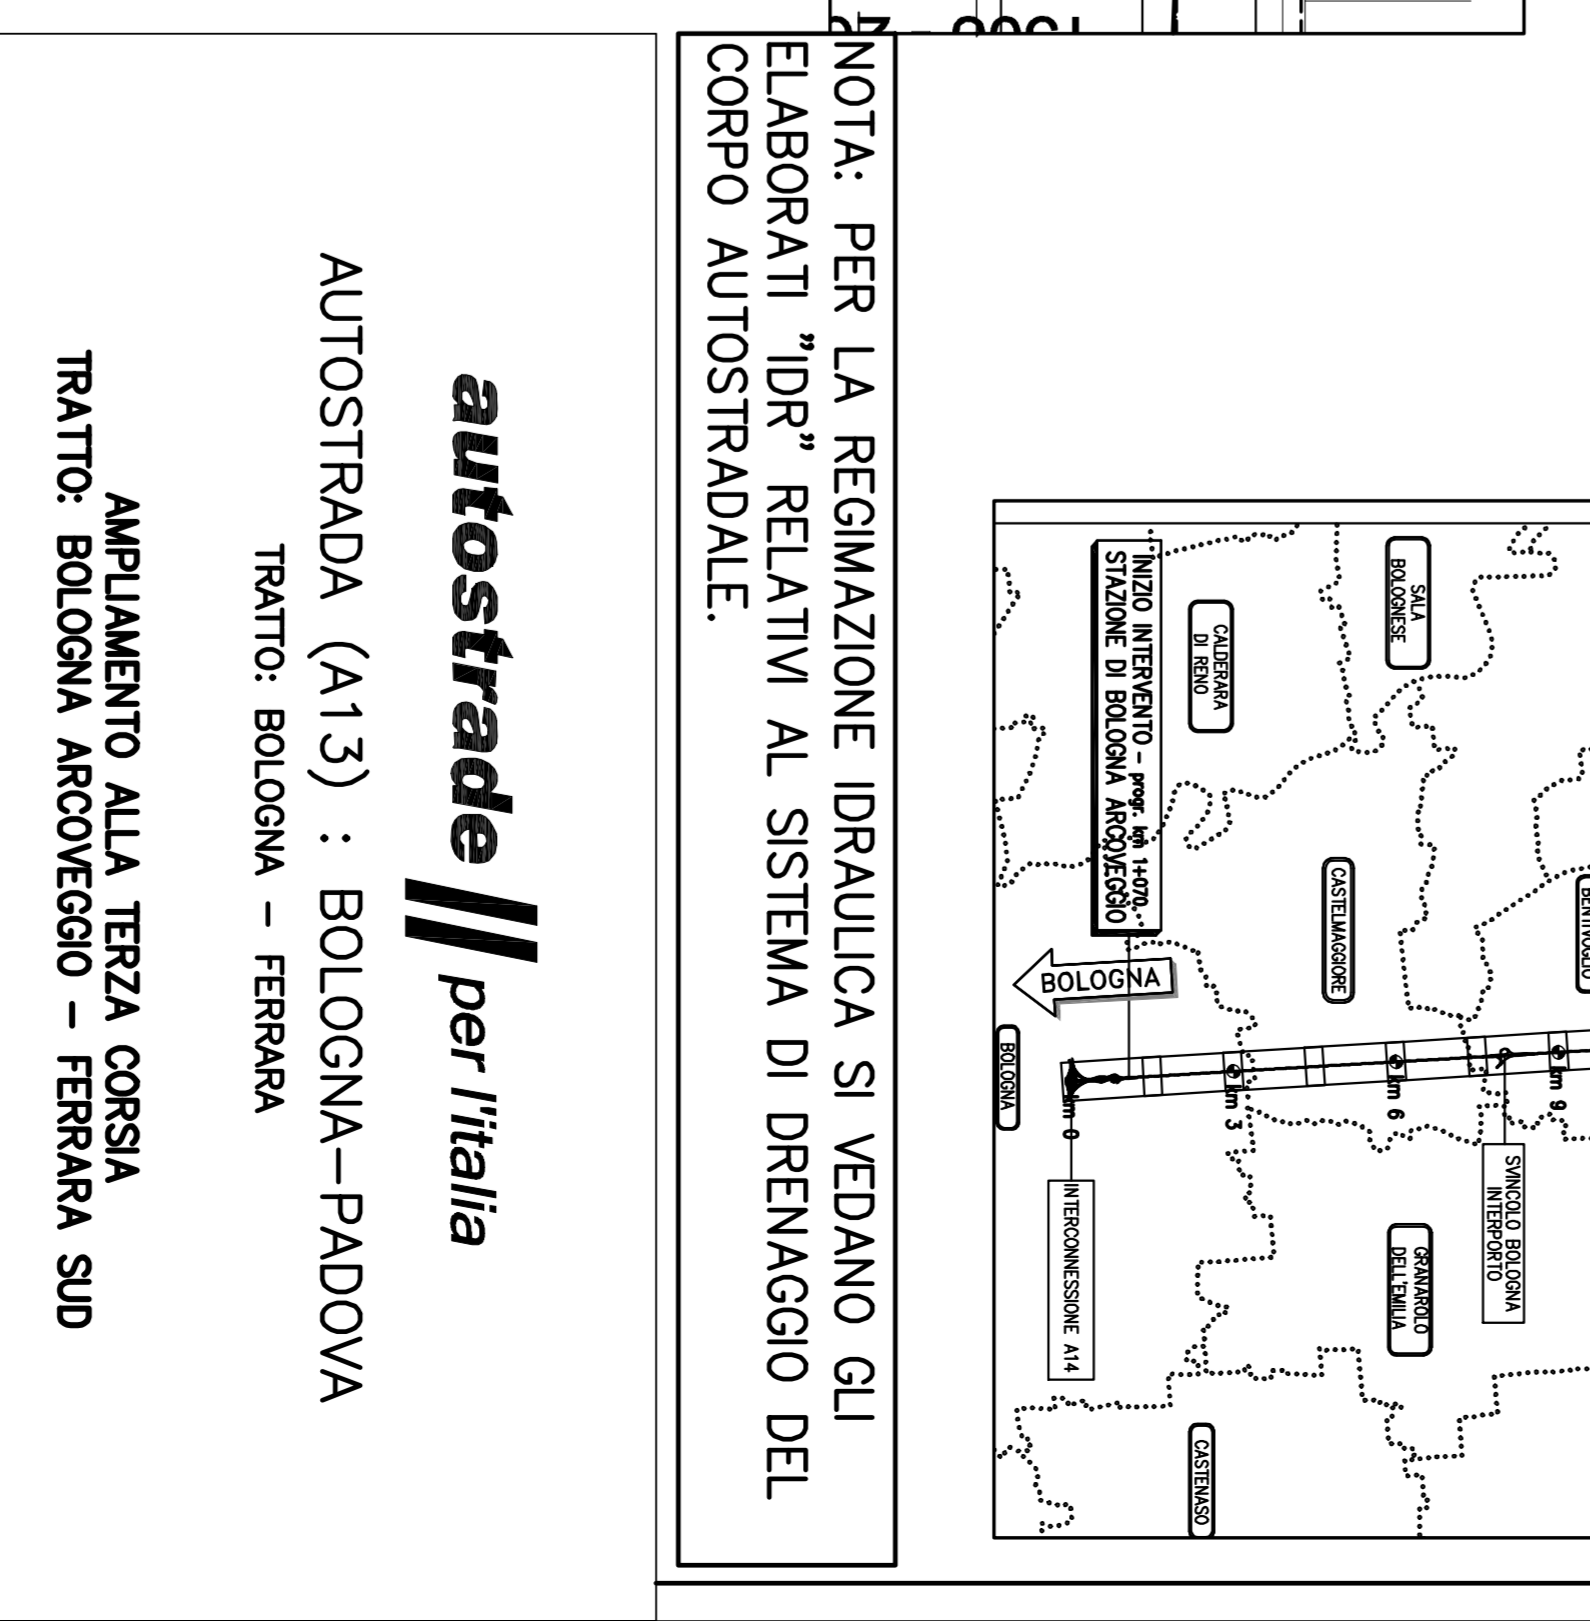 SALA
BOLOGNESE
CALDERARA
DI RENO
INIZIO INTERVENTO - progr. km 1+070
STAZIONE DI BOLOGNA ARCOVEGGIO
CASTELMAGGIORE
BENTIVOGLIO
BOLOGNA
BOLOGNA
km 0
km 3
km 6
km 9
SVINCOLO BOLOGNA
INTERPORTO
INTERCONNESSIONE A14
GRANAROLO
DELL'EMILIA
CASTENASO
NOTA: PER LA REGIMAZIONE IDRAULICA SI VEDANO GLI
ELABORATI "IDR" RELATIVI AL SISTEMA DI DRENAGGIO DEL
CORPO AUTOSTRADALE.
autostrade per l'italia
AUTOSTRADA (A13) : BOLOGNA-PADOVA
TRATTO: BOLOGNA - FERRARA
AMPLIAMENTO ALLA TERZA CORSIA
TRATTO: BOLOGNA ARCOVEGGIO - FERRARA SUD